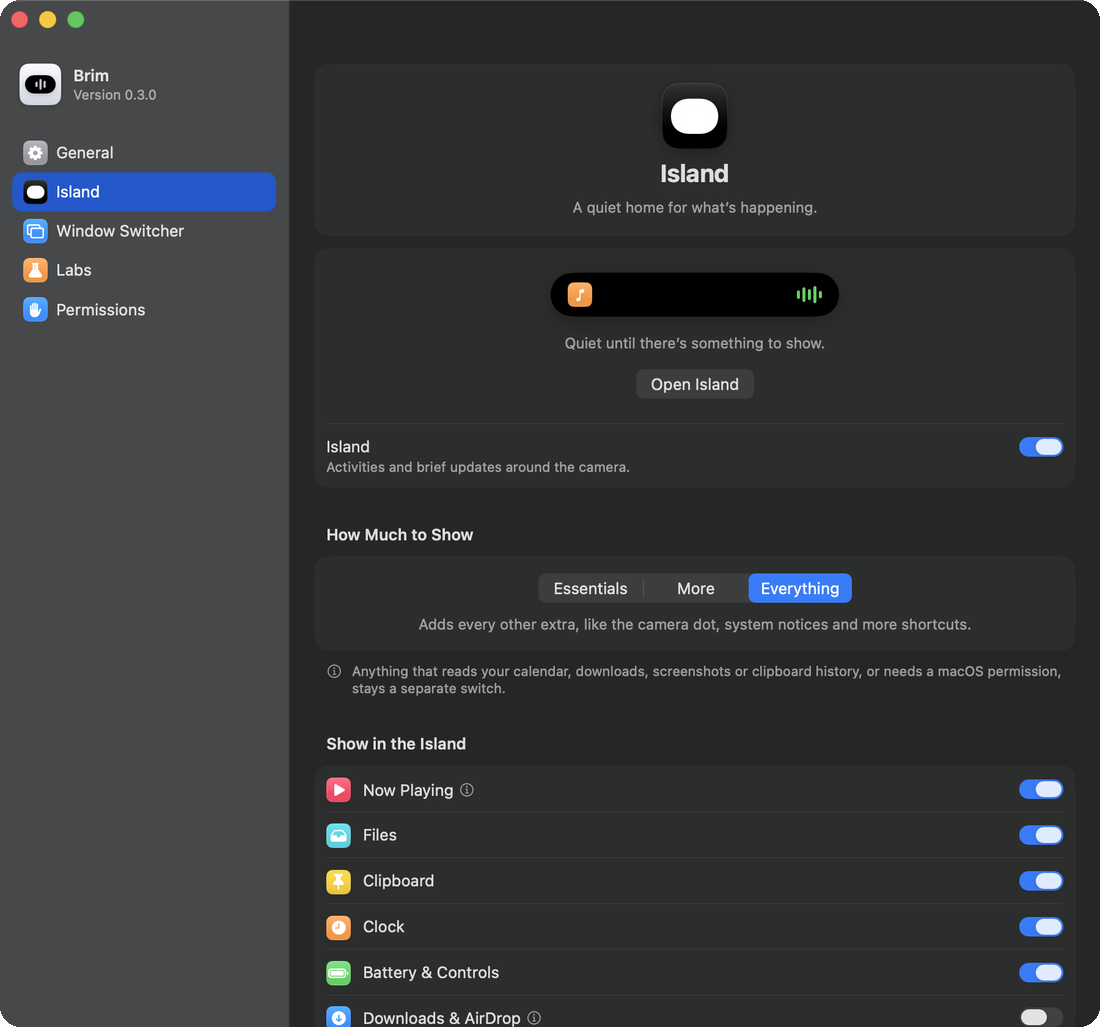 Brim
Version 0.3.0
General
Island
Window Switcher
Labs
Permissions
Island
A quiet home for what’s happening.
Quiet until there’s something to show.
Open Island
Island
Activities and brief updates around the camera.
How Much to Show
Essentials
More
Everything
Adds every other extra, like the camera dot, system notices and more shortcuts.
Anything that reads your calendar, downloads, screenshots or clipboard history, or needs a macOS permission,
stays a separate switch.
Show in the Island
Now Playing
Files
Clipboard
Clock
Battery & Controls
Downloads & AirDrop